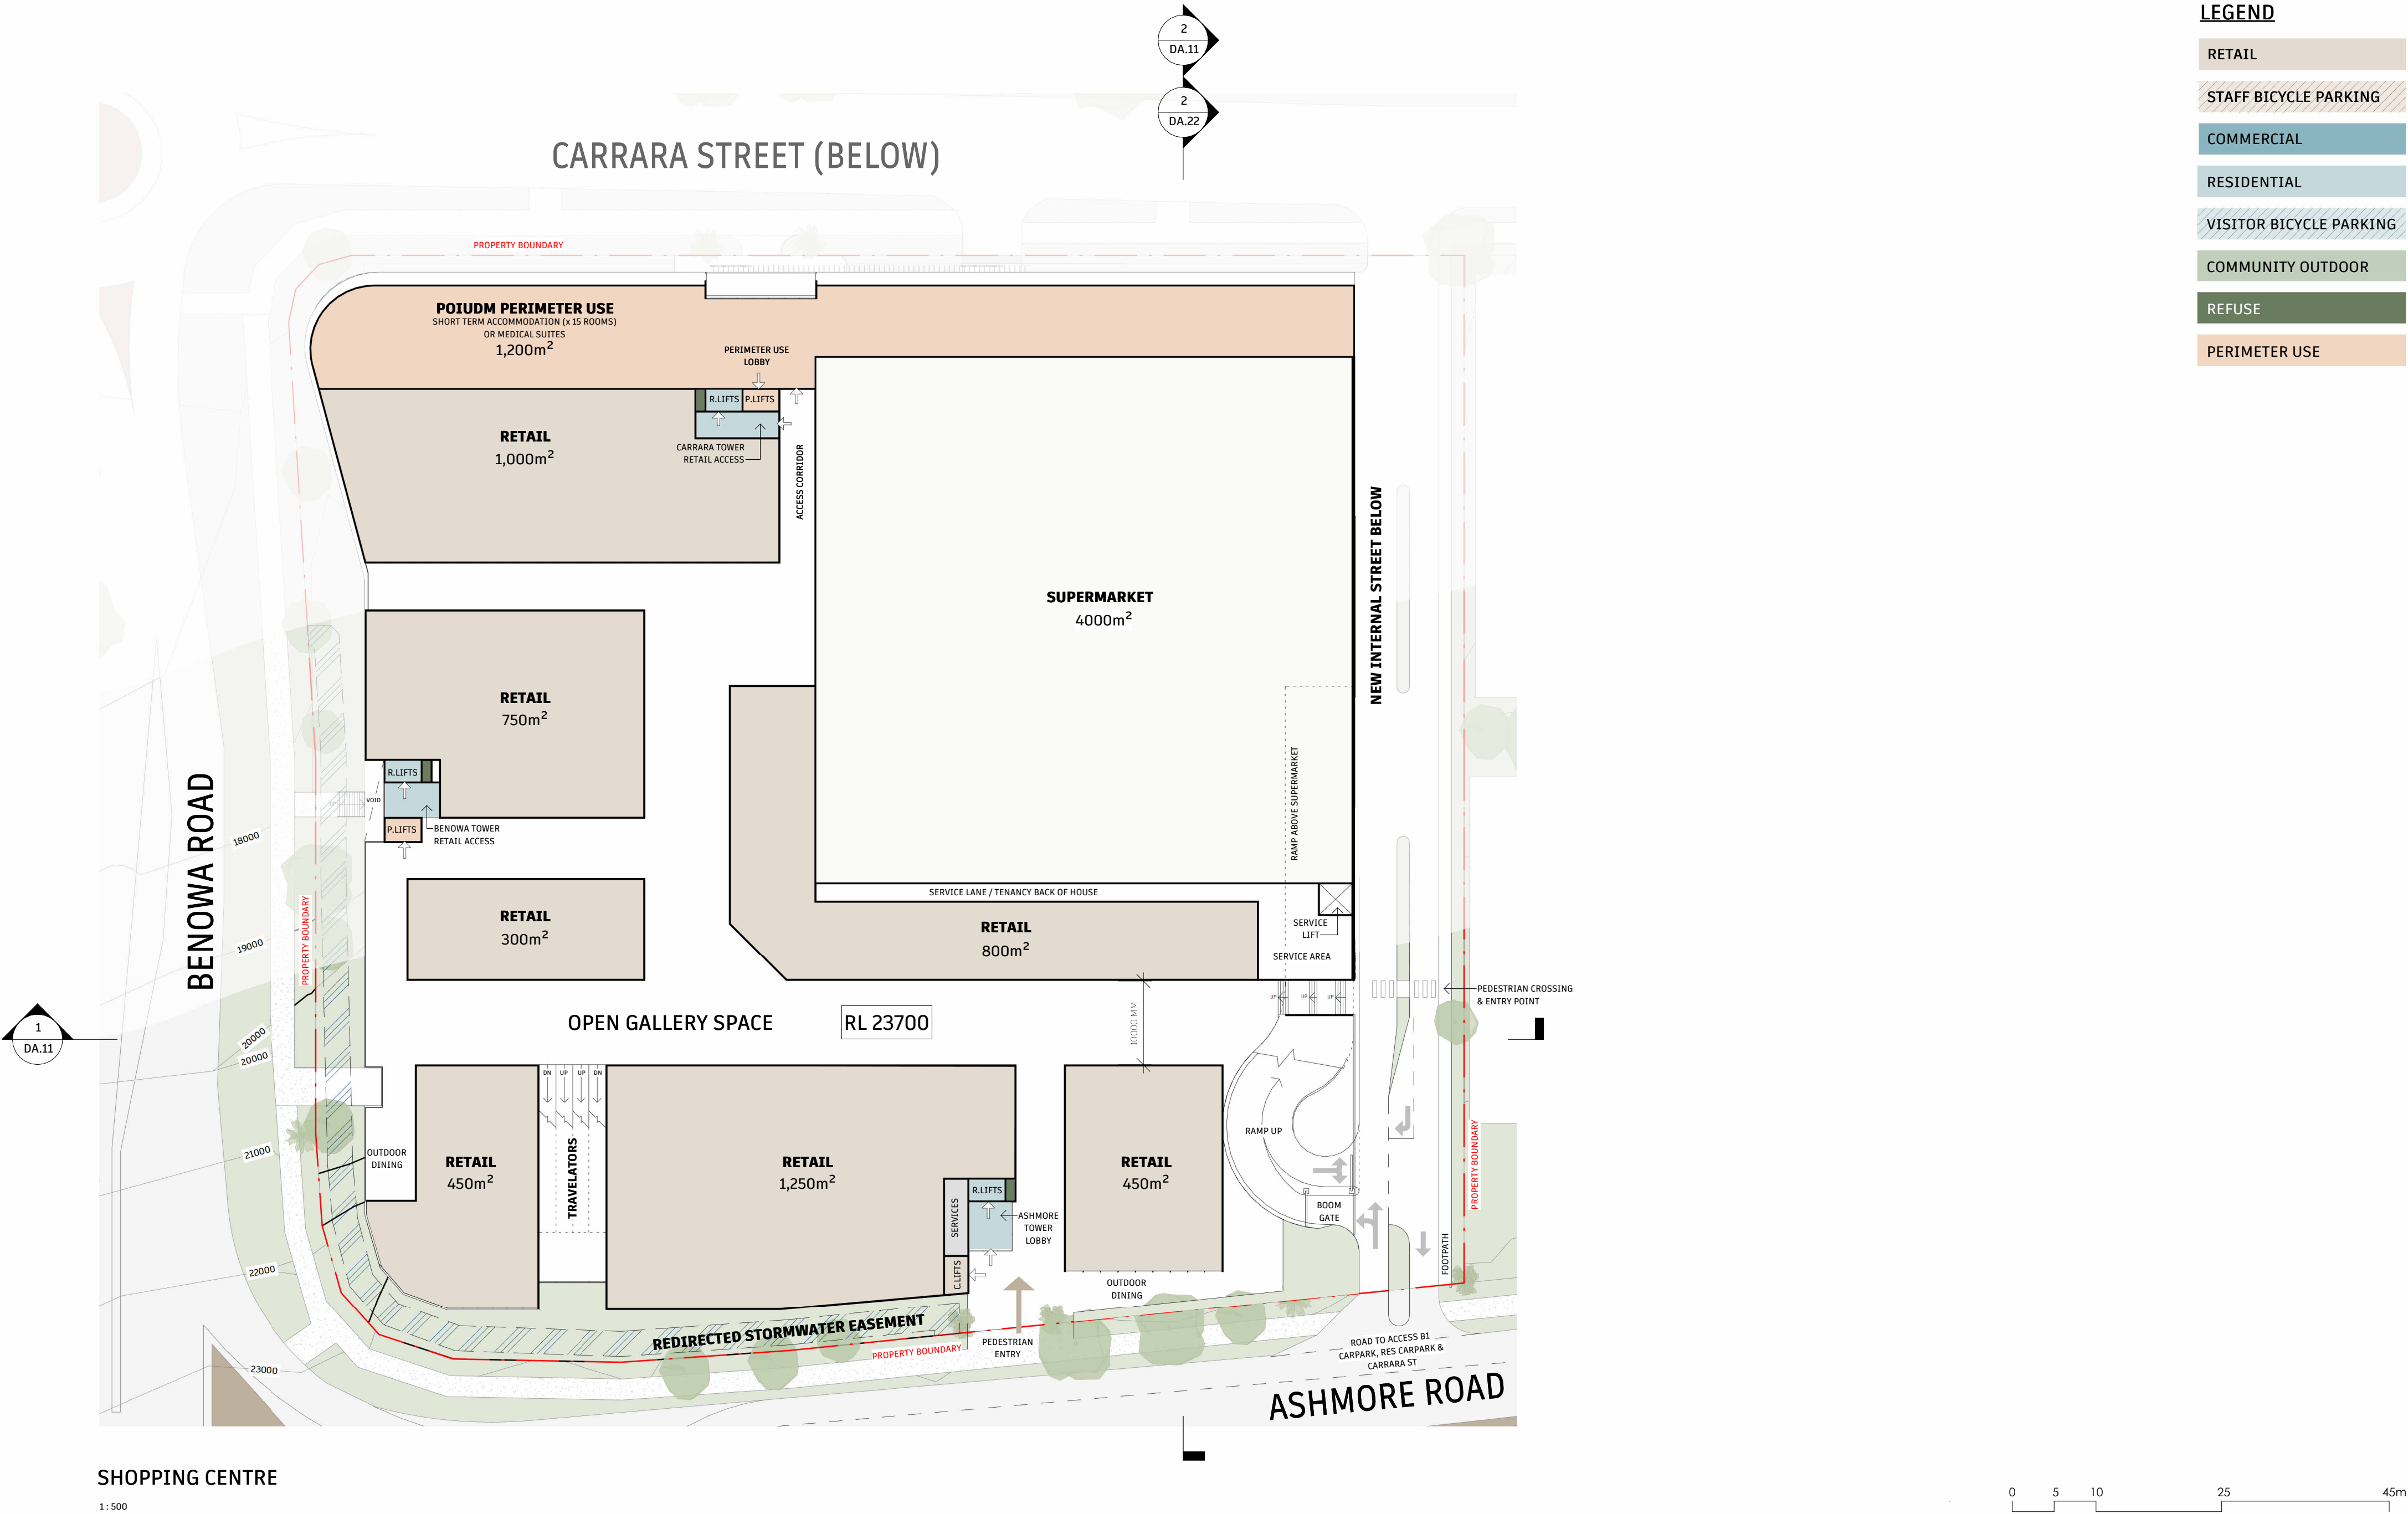 2
DA.11
2
DA.22
LEGEND
RETAIL
STAFF BICYCLE PARKING
COMMERCIAL
RESIDENTIAL
VISITOR BICYCLE PARKING
COMMUNITY OUTDOOR
REFUSE
PERIMETER USE
CARRARA STREET (BELOW)
PROPERTY BOUNDARY
POIUDM PERIMETER USE
SHORT TERM ACCOMMODATION (x 15 ROOMS)
OR MEDICAL SUITES
1,200m²
PERIMETER USE
LOBBY
R.LIFTS
P.LIFTS
RETAIL
1,000m²
CARRARA TOWER
RETAIL ACCESS
ACCESS CORRIDOR
SUPERMARKET
4000m²
NEW INTERNAL STREET BELOW
RETAIL
750m²
R.LIFTS
VOID
P.LIFTS
BENOWA TOWER
RETAIL ACCESS
RAMP ABOVE SUPERMARKET
BENOWA ROAD
18000
19000
20000
20000
21000
22000
23000
PROPERTY BOUNDARY
RETAIL
300m²
SERVICE LANE / TENANCY BACK OF HOUSE
RETAIL
800m²
SERVICE
LIFT
SERVICE AREA
UP
UP
UP
PEDESTRIAN CROSSING
& ENTRY POINT
1
DA.11
OPEN GALLERY SPACE
RL 23700
10000 MM
DN
UP
UP
DN
TRAVELATORS
OUTDOOR
DINING
RETAIL
450m²
RETAIL
1,250m²
RETAIL
450m²
RAMP UP
BOOM
GATE
SERVICES
R.LIFTS
ASHMORE
TOWER
LOBBY
C.LIFTS
OUTDOOR
DINING
FOOTPATH
PROPERTY BOUNDARY
REDIRECTED STORMWATER EASEMENT
PROPERTY BOUNDARY
PEDESTRIAN
ENTRY
ROAD TO ACCESS B1
CARPARK, RES CARPARK &
CARRARA ST
ASHMORE ROAD
SHOPPING CENTRE
1 : 500
0 5 10 25 45m